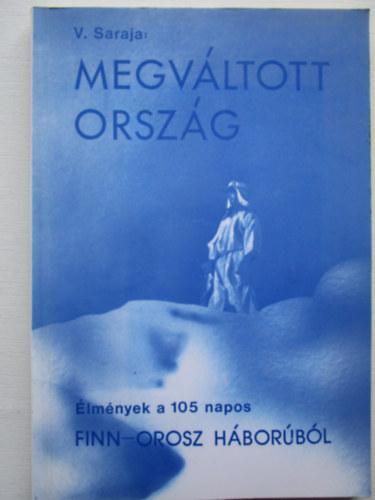 V. Saraja:
MEGVÁLTOTT
ORSZÁG
Élmények a 105 napos
FINN-OROSZ HÁBORÚBÓL